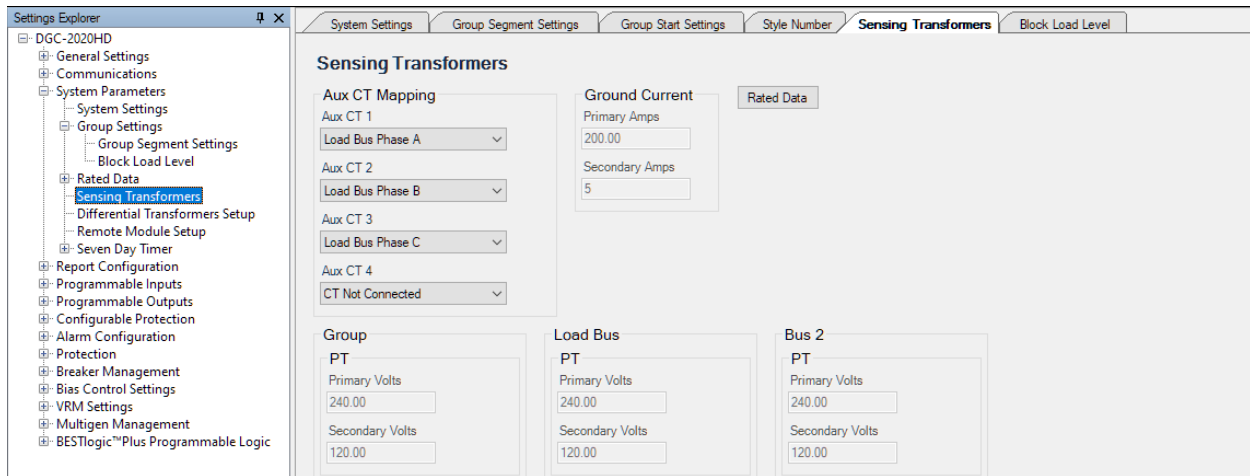 Settings Explorer
DGC-2020HD
General Settings
Communications
System Parameters
System Settings
Group Settings
Group Segment Settings
Block Load Level
Rated Data
Sensing Transformers
Differential Transformers Setup
Remote Module Setup
Seven Day Timer
Report Configuration
Programmable Inputs
Programmable Outputs
Configurable Protection
Alarm Configuration
Protection
Breaker Management
Bias Control Settings
VRM Settings
Multigen Management
BESTlogic™Plus Programmable Logic
System Settings Group Segment Settings Group Start Settings Style Number Sensing Transformers Block Load Level
Sensing Transformers
Aux CT Mapping
Aux CT 1
Load Bus Phase A
Aux CT 2
Load Bus Phase B
Aux CT 3
Load Bus Phase C
Aux CT 4
CT Not Connected
Ground Current
Primary Amps
200.00
Secondary Amps
5
Rated Data
Group
PT
Primary Volts
240.00
Secondary Volts
120.00
Load Bus
PT
Primary Volts
240.00
Secondary Volts
120.00
Bus 2
PT
Primary Volts
240.00
Secondary Volts
120.00